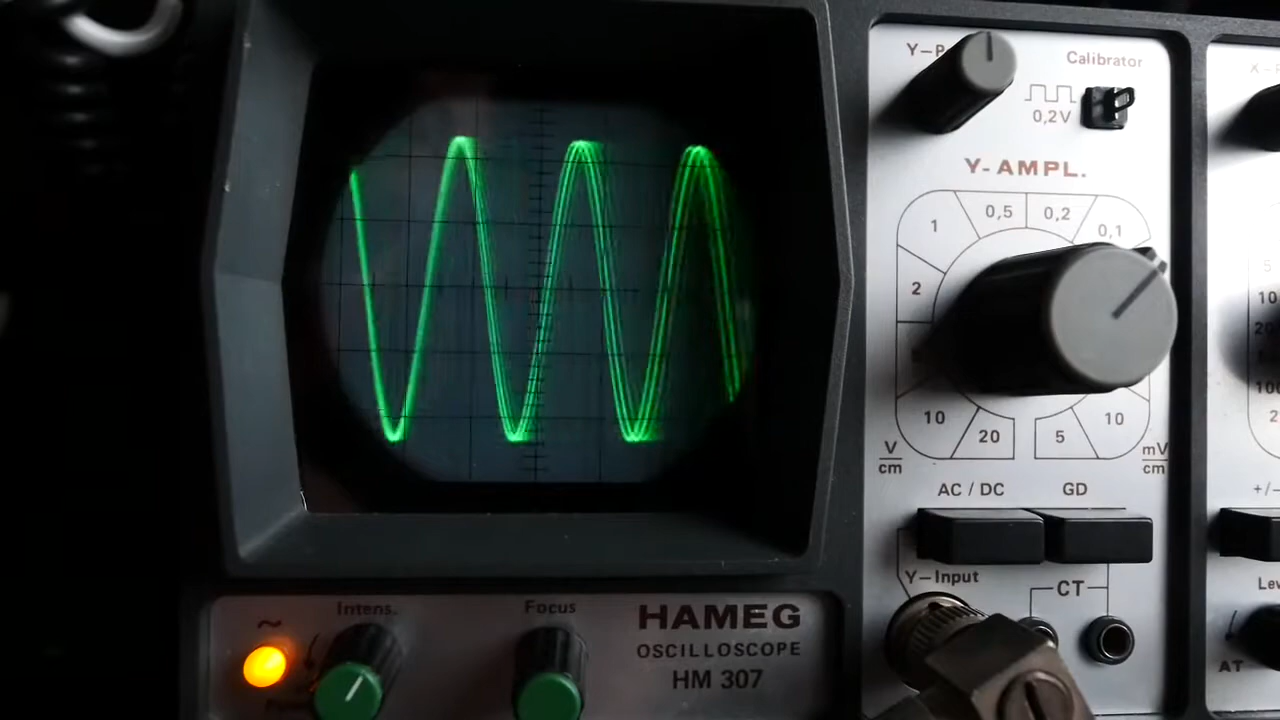 Calibrator
0,2V
Y-AMPL.
0,5
0,2
1
0,1
2
10
10
20
5
V
cm
mV
cm
AC / DC
GD
+/-
Y-Input
CT
Intens.
Focus
HAMEG
OSCILLOSCOPE
HM 307
AT